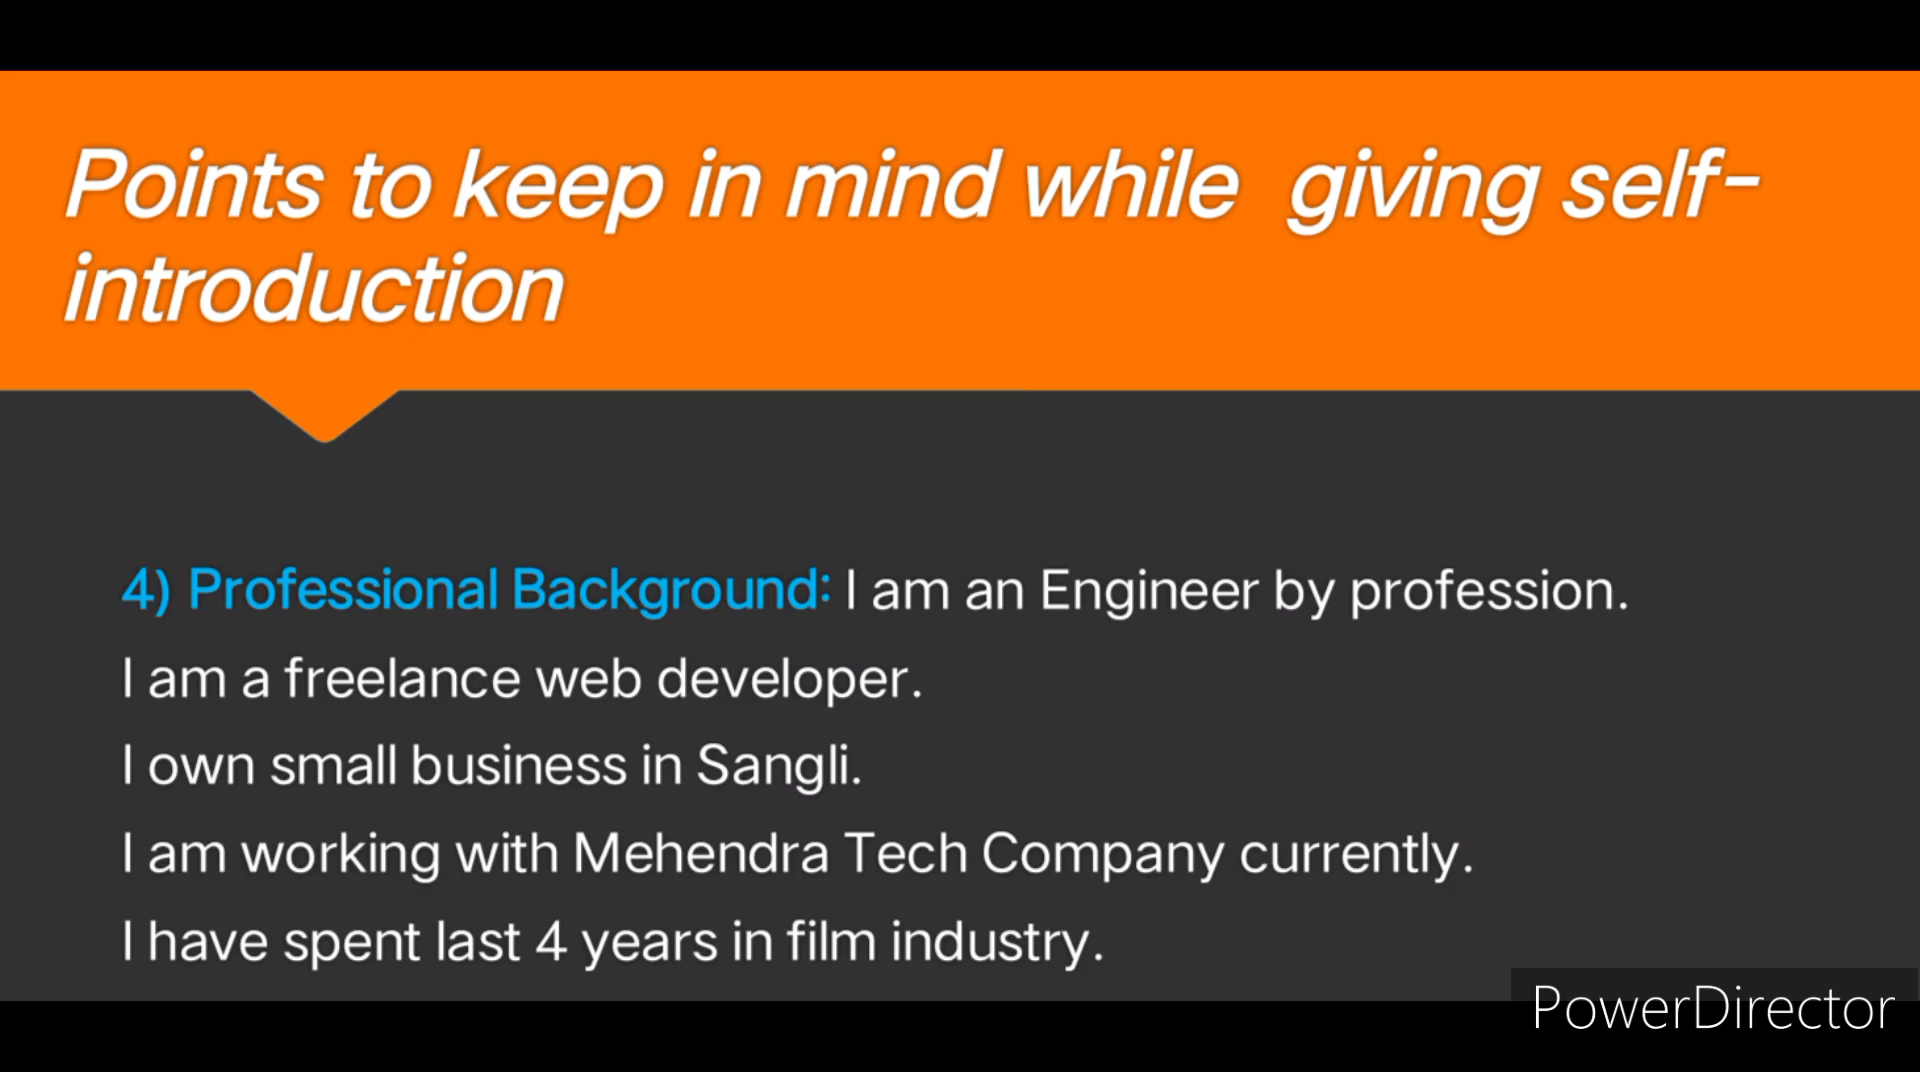 Points to keep in mind while giving self-
introduction
4) Professional Background: I am an Engineer by profession.
I am a freelance web developer.
I own small business in Sangli.
I am working with Mehendra Tech Company currently.
I have spent last 4 years in film industry.
PowerDirector